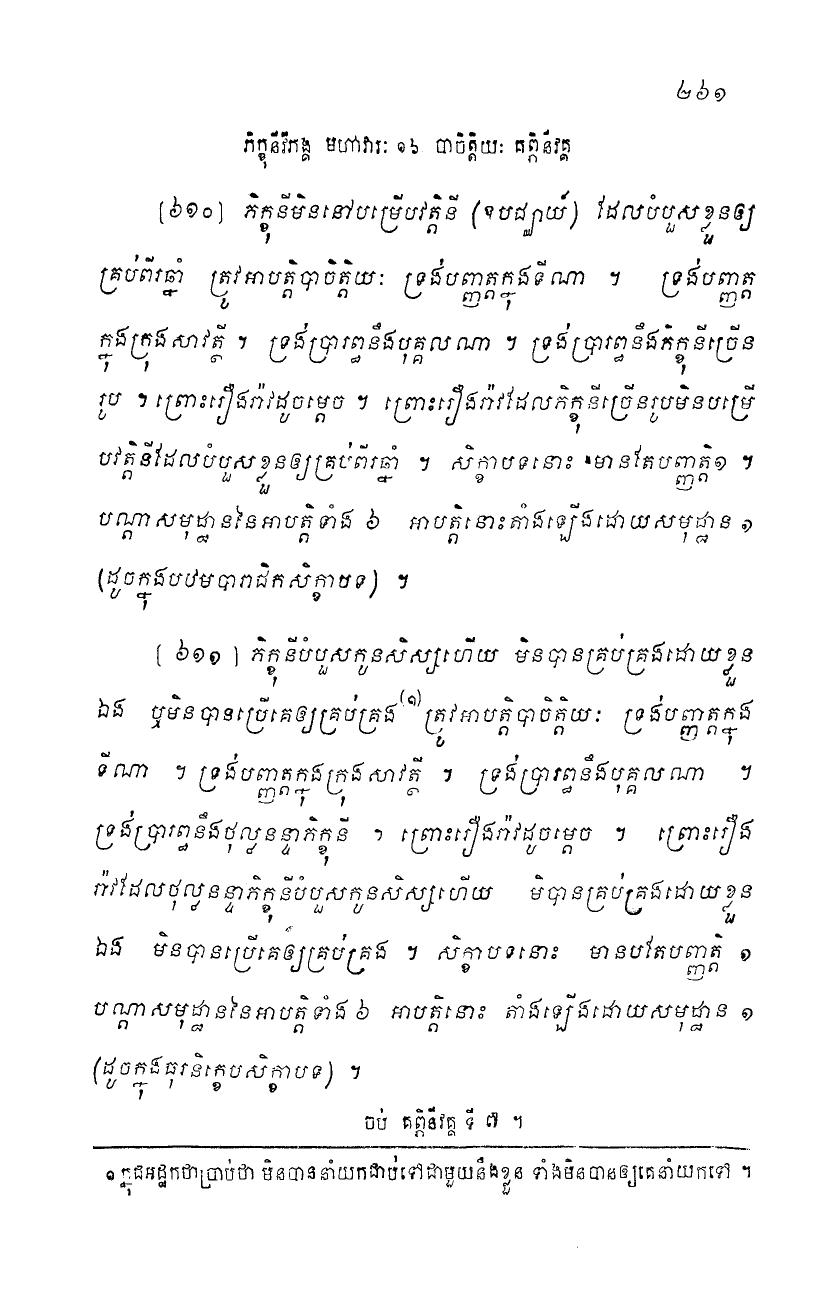 ២៦១
ភិក្ខុនីវិភង្គ មហាវារៈ ១៦ បាចិត្តិយៈ គព្ភិនីវគ្គ
[៦១០] ភិក្ខុនីមិននៅបម្រើបវត្តិនី (ឧបជ្ឈាយ៍) ដែលបំបួសខ្លួនឲ្យ
គ្រប់ពីរឆ្នាំ ត្រូវអាបត្តិបាចិត្តិយៈ ទ្រង់បញ្ញត្តក្នុងទីណា ។ ទ្រង់បញ្ញត្ត
ក្នុងក្រុងសាវត្ថី ។ ទ្រង់ប្រារព្ធនឹងបុគ្គលណា ។ ទ្រង់ប្រារព្ធនឹងភិក្ខុនីច្រើន
រូប ។ ព្រោះរឿងរ៉ាវដូចម្តេច ។ ព្រោះរឿងរ៉ាវដែលភិក្ខុនីច្រើនរូបមិនបម្រើ
បវត្តិនីដែលបំបួសខ្លួនឲ្យគ្រប់ពីរឆ្នាំ ។ សិក្ខាបទនោះ មានតែបញ្ញត្តិ១ ។
បណ្តាសមុដ្ឋាននៃអាបត្តិទាំង ៦ អាបត្តិនោះតាំងឡើងដោយសមុដ្ឋាន ១
(ដូចក្នុងបឋមបារាជិកសិក្ខាបទ) ។
[ ៦១១ ] ភិក្ខុនីបំបួសកូនសិស្សហើយ មិនបានគ្រប់គ្រងដោយខ្លួន
ឯង ឬមិនបានប្រើគេឲ្យគ្រប់គ្រង(១)ត្រូវអាបត្តិបាចិត្តិយៈ ទ្រង់បញ្ញត្តក្នុង
ទីណា ។ ទ្រង់បញ្ញត្តក្នុងក្រុងសាវត្ថី ។ ទ្រង់ប្រារព្ធនឹងបុគ្គលណា ។
ទ្រង់ប្រារព្ធនឹងថុល្លនន្ទាភិក្ខុនី ។ ព្រោះរឿងរ៉ាវដូចម្តេច ។ ព្រោះរឿង
រ៉ាវដែលថុល្លនន្ទាភិក្ខុនីបំបួសកូនសិស្សហើយ មិបានគ្រប់គ្រងដោយខ្លួន
ឯង មិនបានប្រើគេឲ្យគ្រប់គ្រង ។ សិក្ខាបទនោះ មានបតែបញ្ញត្តិ ១
បណ្តាសមុដ្ឋាននៃអាបត្តិទាំង ៦ អាបត្តិនោះ តាំងឡើងដោយសមុដ្ឋាន ១
(ដូចក្នុងធុរនិក្ខេបសិក្ខាបទ) ។
ចប់ គព្ភិនីវគ្គ ទី ៧ ។
១ ក្នុងអដ្ឋកថាប្រាប់ថា មិនបាននាំយកជាប់ទៅជាមួយនឹងខ្លួន ទាំងមិនបានឲ្យគេនាំយកទៅ ។